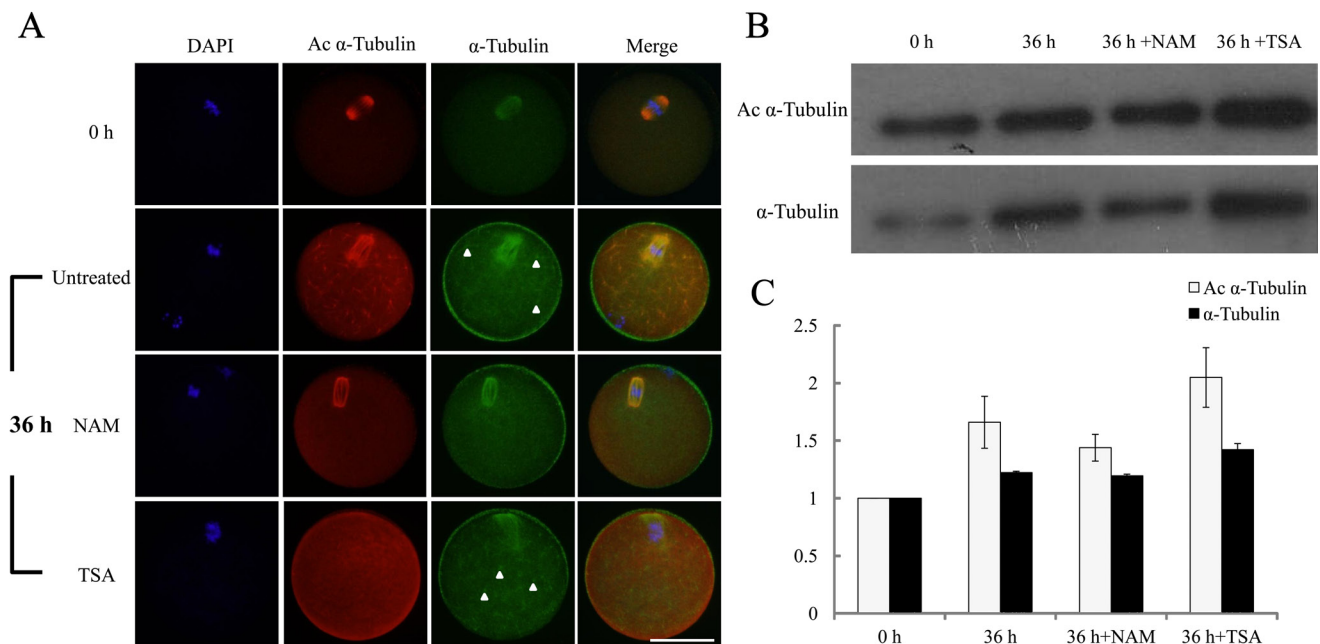 A
DAPI Ac α-Tubulin α-Tubulin Merge
0 h
Untreated
36 h NAM
TSA
B
0 h 36 h 36 h +NAM 36 h +TSA
Ac α-Tubulin
α-Tubulin
C
Ac α-Tubulin
α-Tubulin
2.5
2
1.5
1
0.5
0
0 h 36 h 36 h+NAM 36 h+TSA